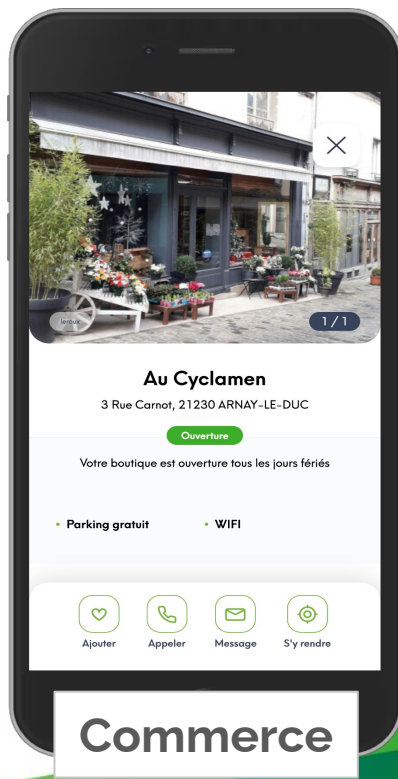 1 / 1
Au Cyclamen
3 Rue Carnot, 21230 ARNAY-LE-DUC
Ouverture
Votre boutique est ouverture tous les jours fériés
• Parking gratuit • WIFI
Ajouter Appeler Message S'y rendre
Commerce